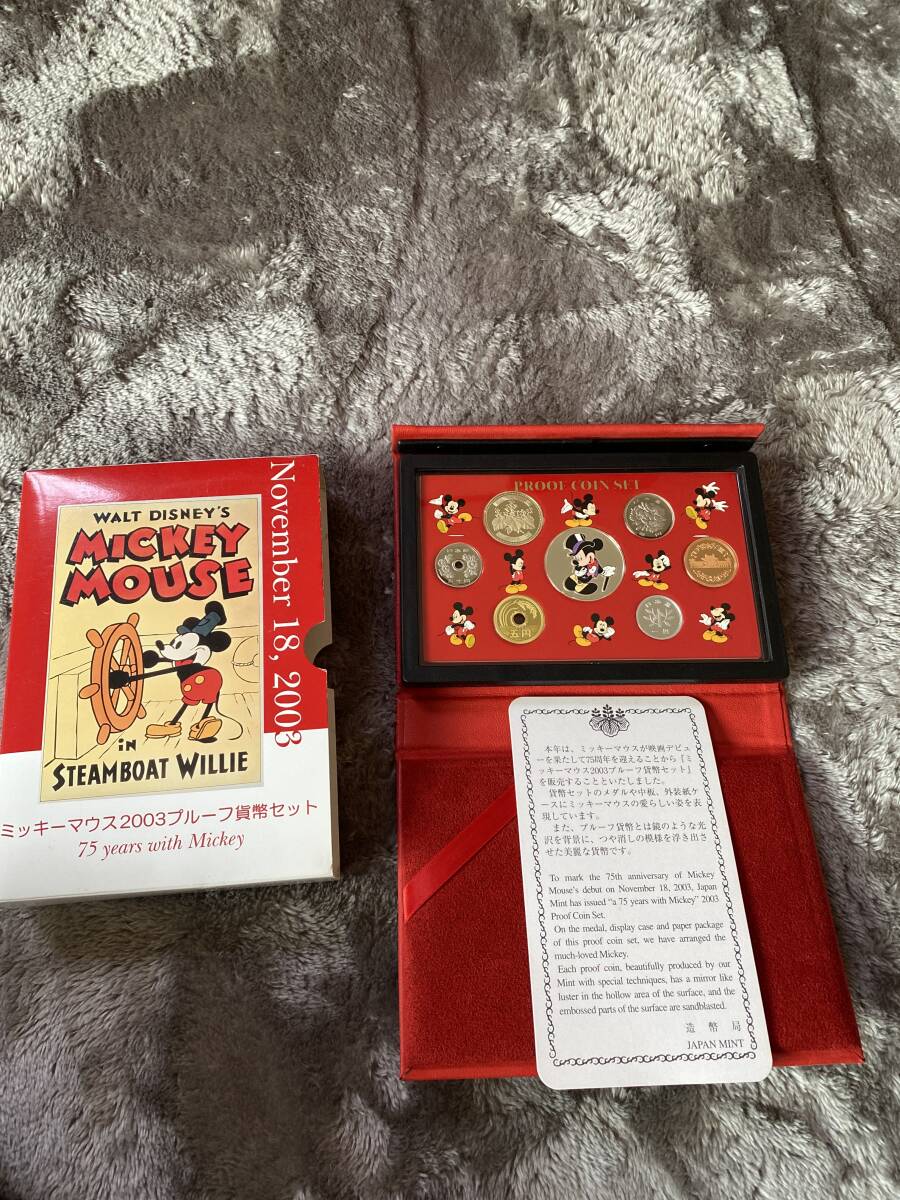 November 18, 2003
WALT DISNEY'S
MICKEY
MOUSE
IN
STEAMBOAT WILLIE
ミッキーマウス2003プルーフ貨幣セット
75 years with Mickey
PROOF COIN SET
日本国
五円
一
本年は、ミッキーマウスが映画デビュ
ーを果たして75周年を迎えることから『ミ
ッキーマウス2003プルーフ貨幣セット』
を販売することといたしました。
貨幣セットのメダルや中板、外装紙ケ
ースにミッキーマウスの愛らしい姿を表
現しています。
また、プルーフ貨幣とは鏡のような光
沢を背景に、つや消しの模様を浮き出さ
せた美麗な貨幣です。
To mark the 75th anniversary of Mickey
Mouse's debut on November 18, 2003, Japan
Mint has issued "a 75 years with Mickey" 2003
Proof Coin Set.
On the medal, display case and paper package
of this proof coin set, we have arranged the
much-loved Mickey.
Each proof coin, beautifully produced by our
Mint with special techniques, has a mirror like
luster in the hollow area of the surface, and the
embossed parts of the surface are sandblasted.
造幣局
JAPAN MINT